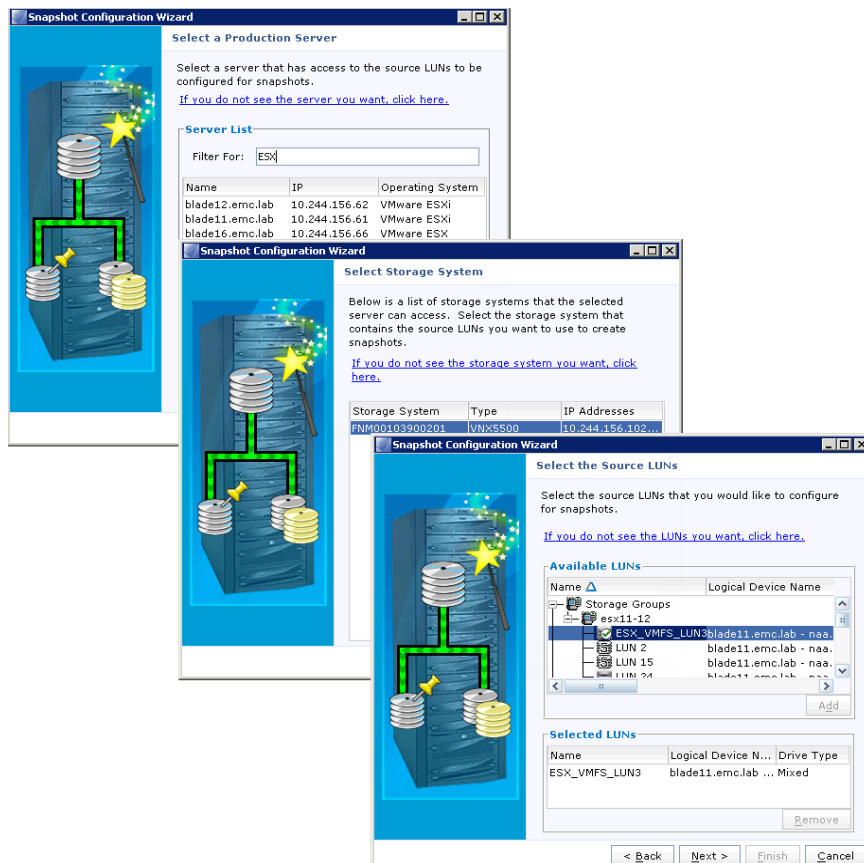 Snapshot Configuration Wizard
Select a Production Server
Select a server that has access to the source LUNs to be
configured for snapshots.
If you do not see the server you want, click here.
Server List
Filter For: ESX
Name IP Operating System
blade12.emc.lab 10.244.156.62 VMware ESXi
blade11.emc.lab 10.244.156.61 VMware ESXi
blade16.emc.lab 10.244.156.66 VMware ESX
Snapshot Configuration Wizard
Select Storage System
Below is a list of storage systems that the selected
server can access. Select the storage system that
contains the source LUNs you want to use to create
snapshots.
If you do not see the storage system you want, click
here.
Storage System Type IP Addresses
FNM00103900201 VNX5500 10.244.156.102...
Snapshot Configuration Wizard
Select the Source LUNs
Select the source LUNs that you would like to configure
for snapshots.
If you do not see the LUNs you want, click here.
Available LUNs
Name Logical Device Name
Storage Groups
esx11-12
ESX_VMFS_LUN3 blade11.emc.lab - naa.
LUN 2 blade11.emc.lab - naa.
LUN 15 blade11.emc.lab - naa.
LUN 24 blade11.emc.lab - naa.
Add
Selected LUNs
Name Logical Device N... Drive Type
ESX_VMFS_LUN3 blade11.emc.lab ... Mixed
Remove
< Back Next > Finish Cancel